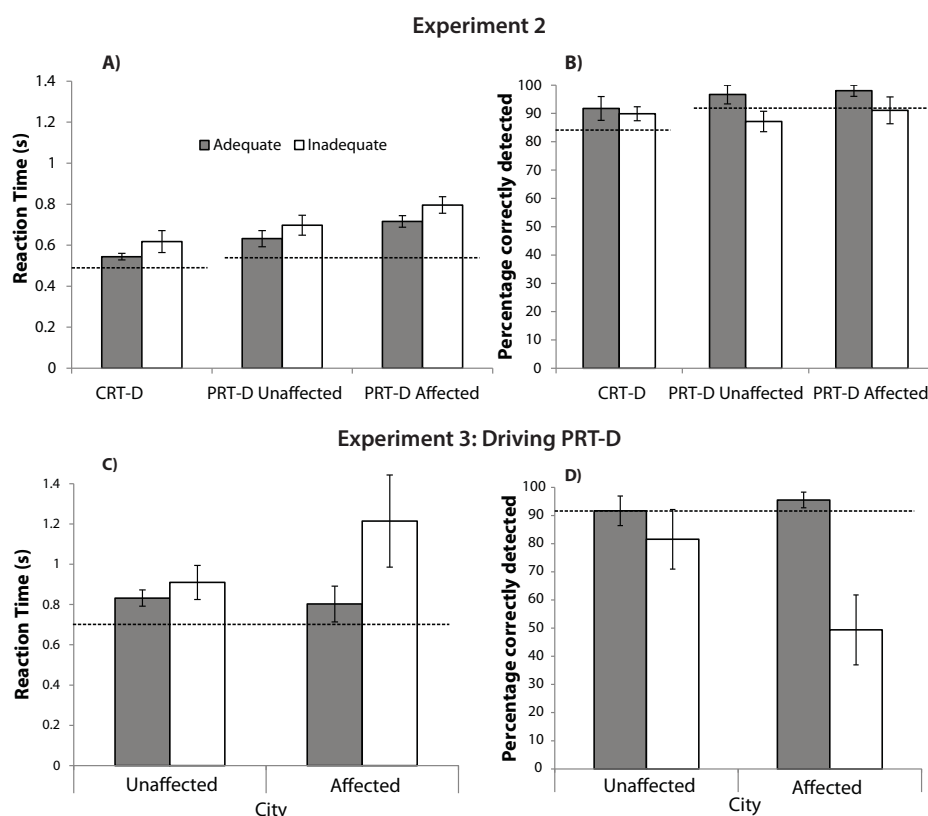 Experiment 2
A)
B)
Reaction Time (s)
1.4
1.2
1
0.8
0.6
0.4
0.2
0
Adequate Inadequate
CRT-D PRT-D Unaffected PRT-D Affected
Percentage correctly detected
100
90
80
70
60
50
40
30
20
10
0
CRT-D PRT-D Unaffected PRT-D Affected
Experiment 3: Driving PRT-D
C)
D)
Reaction Time (s)
1.4
1.2
1
0.8
0.6
0.4
0.2
0
Unaffected Affected
City
Percentage correctly detected
100
90
80
70
60
50
40
30
20
10
0
Unaffected Affected
City